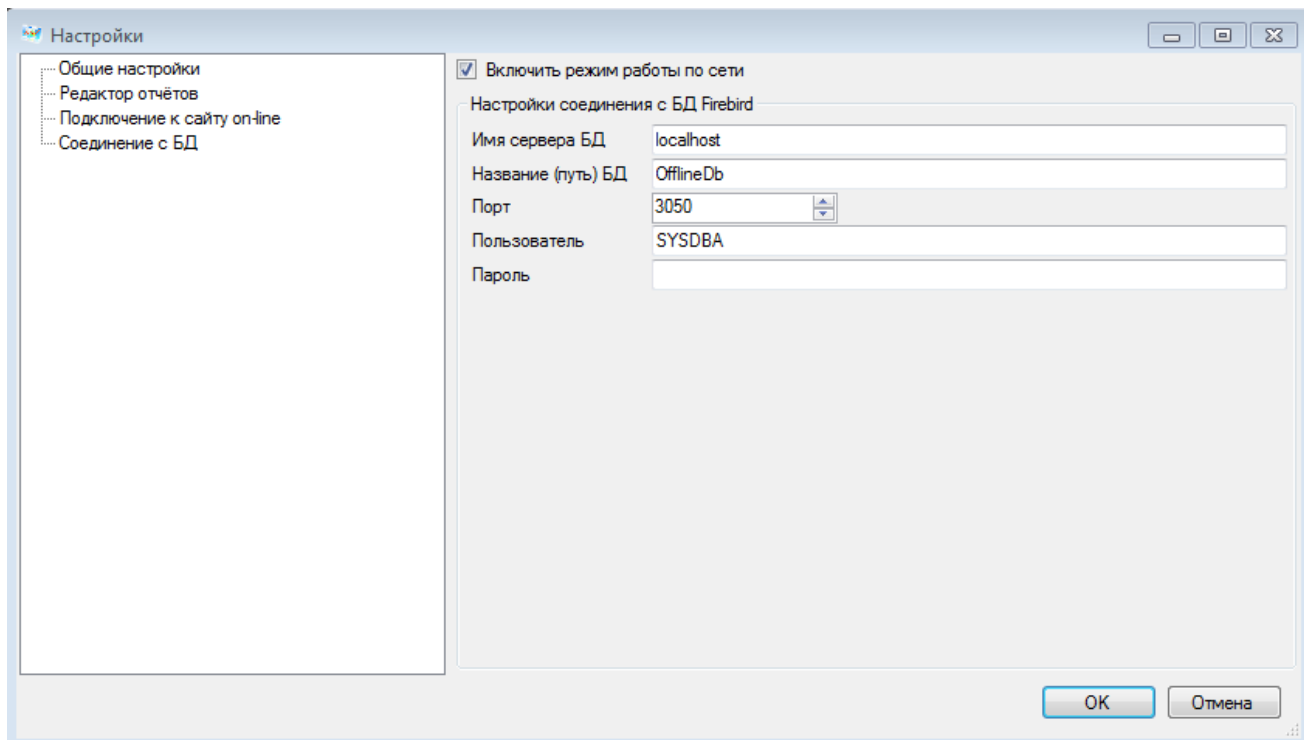 Настройки
Общие настройки
Редактор отчётов
Подключение к сайту on-line
Соединение с БД
Включить режим работы по сети
Настройки соединения с БД Firebird
Имя сервера БД localhost
Название (путь) БД OfflineDb
Порт 3050
Пользователь SYSDBA
Пароль
OK Отмена